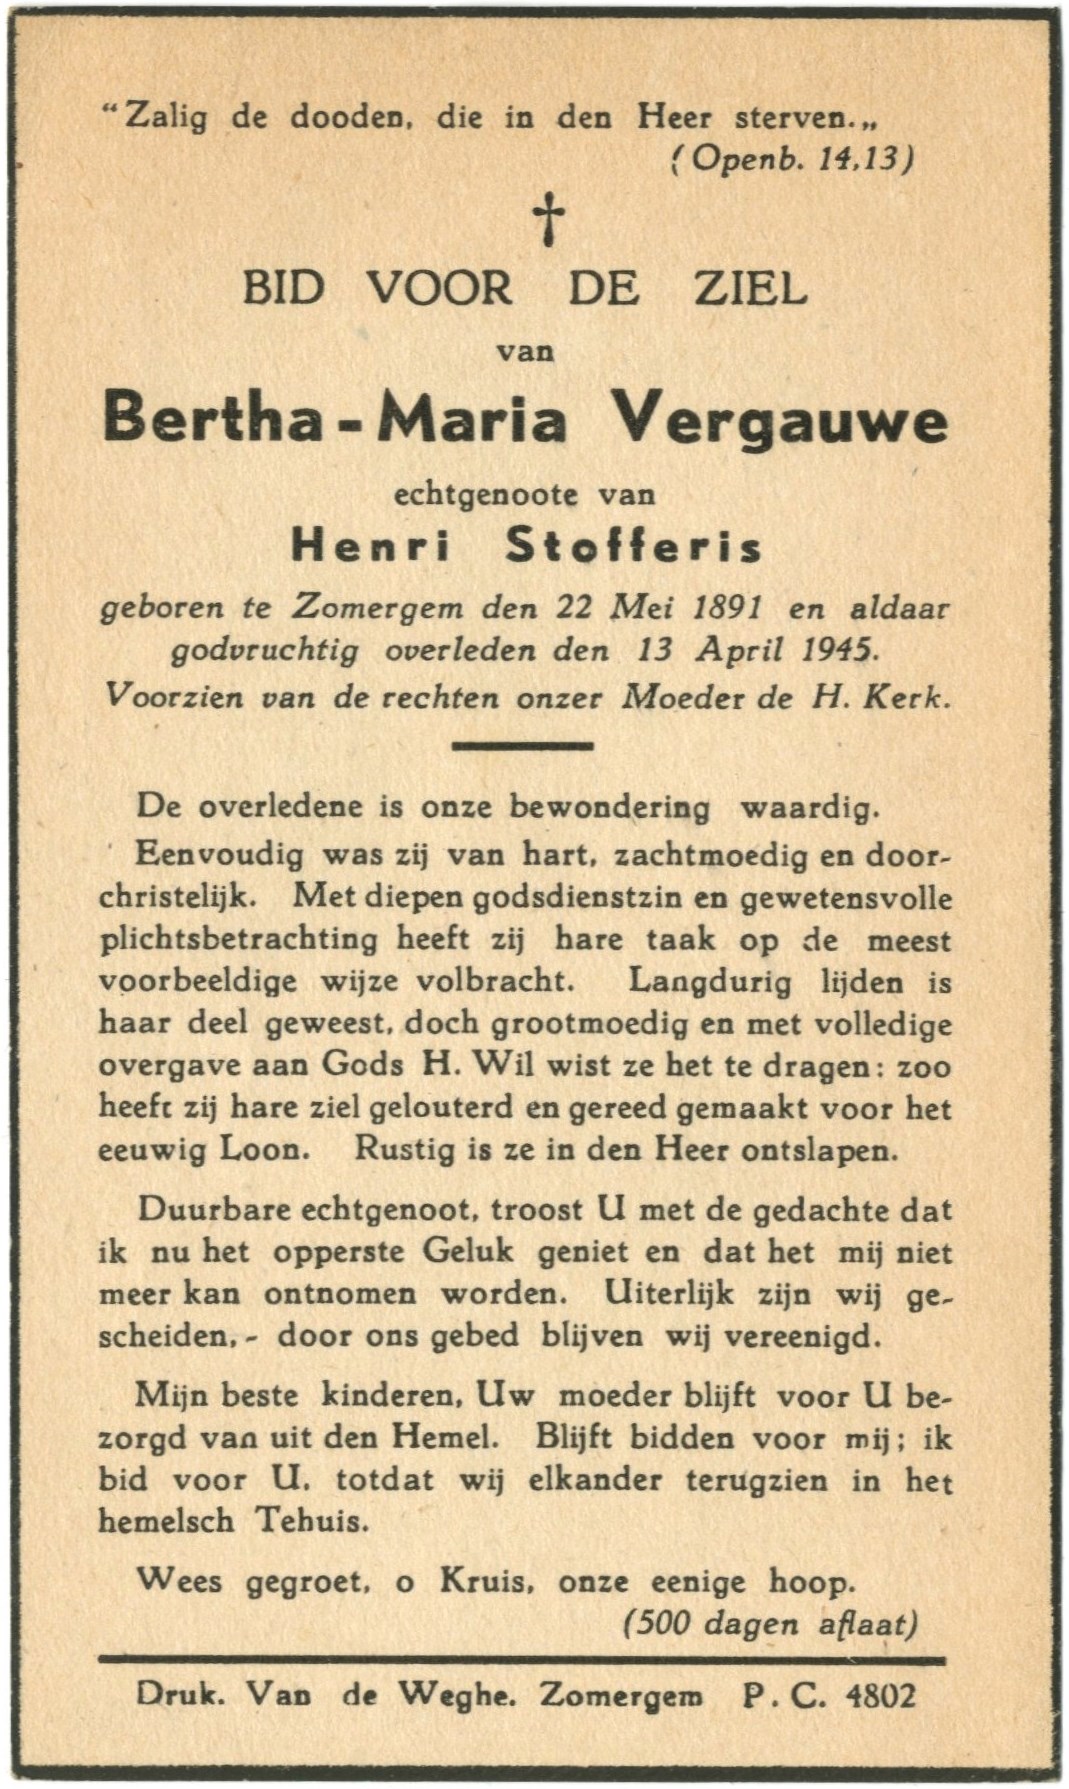 “Zalig de dooden, die in den Heer sterven.„
(Openb. 14,13)
†
BID VOOR DE ZIEL
van
Bertha-Maria Vergauwe
echtgenoote van
Henri Stofferis
geboren te Zomergem den 22 Mei 1891 en aldaar
godvruchtig overleden den 13 April 1945.
Voorzien van de rechten onzer Moeder de H. Kerk.
De overledene is onze bewondering waardig.
Eenvoudig was zij van hart, zachtmoedig en door-
christelijk. Met diepen godsdienstzin en gewetensvolle
plichtsbetrachting heeft zij hare taak op de meest
voorbeeldige wijze volbracht. Langdurig lijden is
haar deel geweest, doch grootmoedig en met volledige
overgave aan Gods H. Wil wist ze het te dragen: zoo
heeft zij hare ziel gelouterd en gereed gemaakt voor het
eeuwig Loon. Rustig is ze in den Heer ontslapen.
Duurbare echtgenoot, troost U met de gedachte dat
ik nu het opperste Geluk geniet en dat het mij niet
meer kan ontnomen worden. Uiterlijk zijn wij ge-
scheiden,- door ons gebed blijven wij vereenigd.
Mijn beste kinderen, Uw moeder blijft voor U be-
zorgd van uit den Hemel. Blijft bidden voor mij; ik
bid voor U, totdat wij elkander terugzien in het
hemelsch Tehuis.
Wees gegroet, o Kruis, onze eenige hoop.
(500 dagen aflaat)
Druk. Van de Weghe. Zomergem P.C. 4802